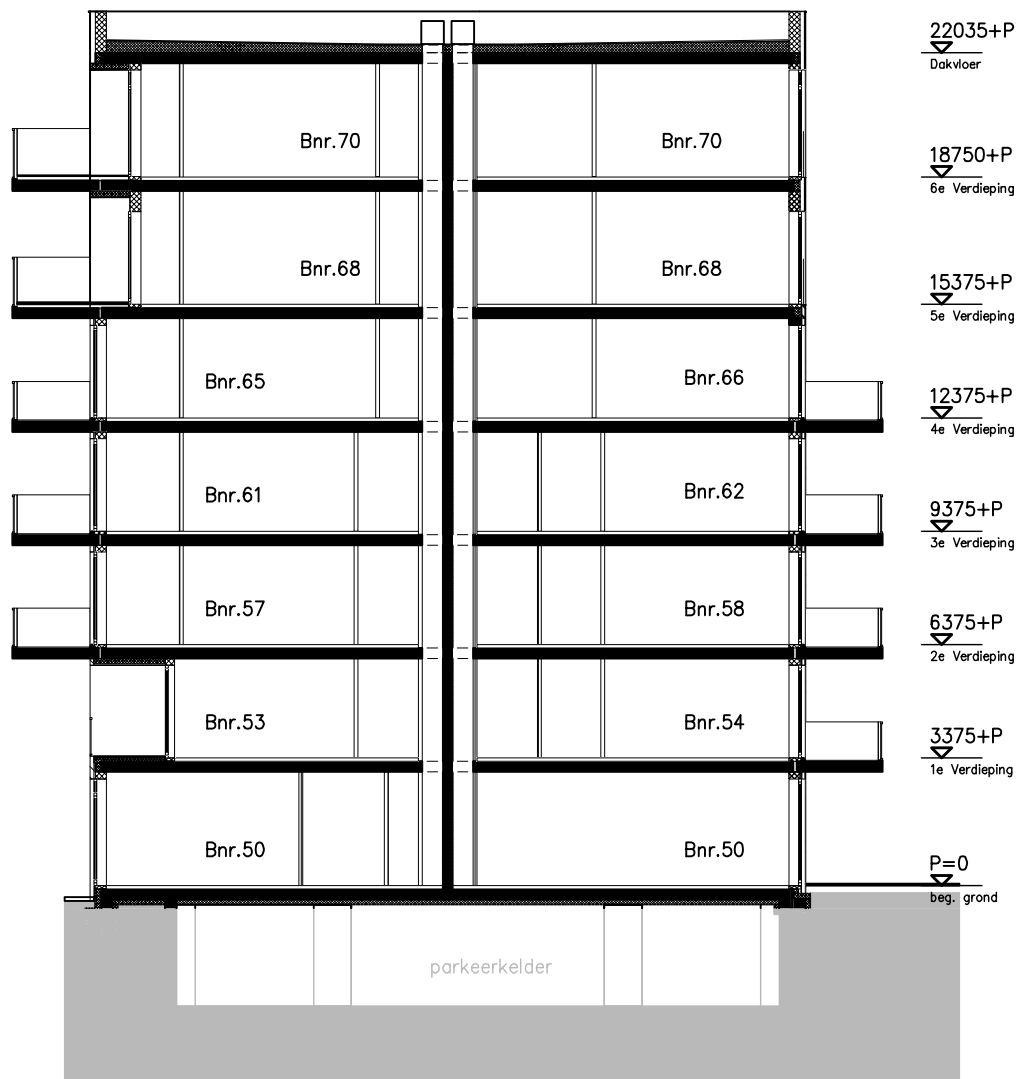 22035+P
Dakvloer
Bnr.70 Bnr.70
18750+P
6e Verdieping
Bnr.68 Bnr.68
15375+P
5e Verdieping
Bnr.65 Bnr.66
12375+P
4e Verdieping
Bnr.61 Bnr.62
9375+P
3e Verdieping
Bnr.57 Bnr.58
6375+P
2e Verdieping
Bnr.53 Bnr.54
3375+P
1e Verdieping
Bnr.50 Bnr.50
P=0
beg. grond
parkeerkelder